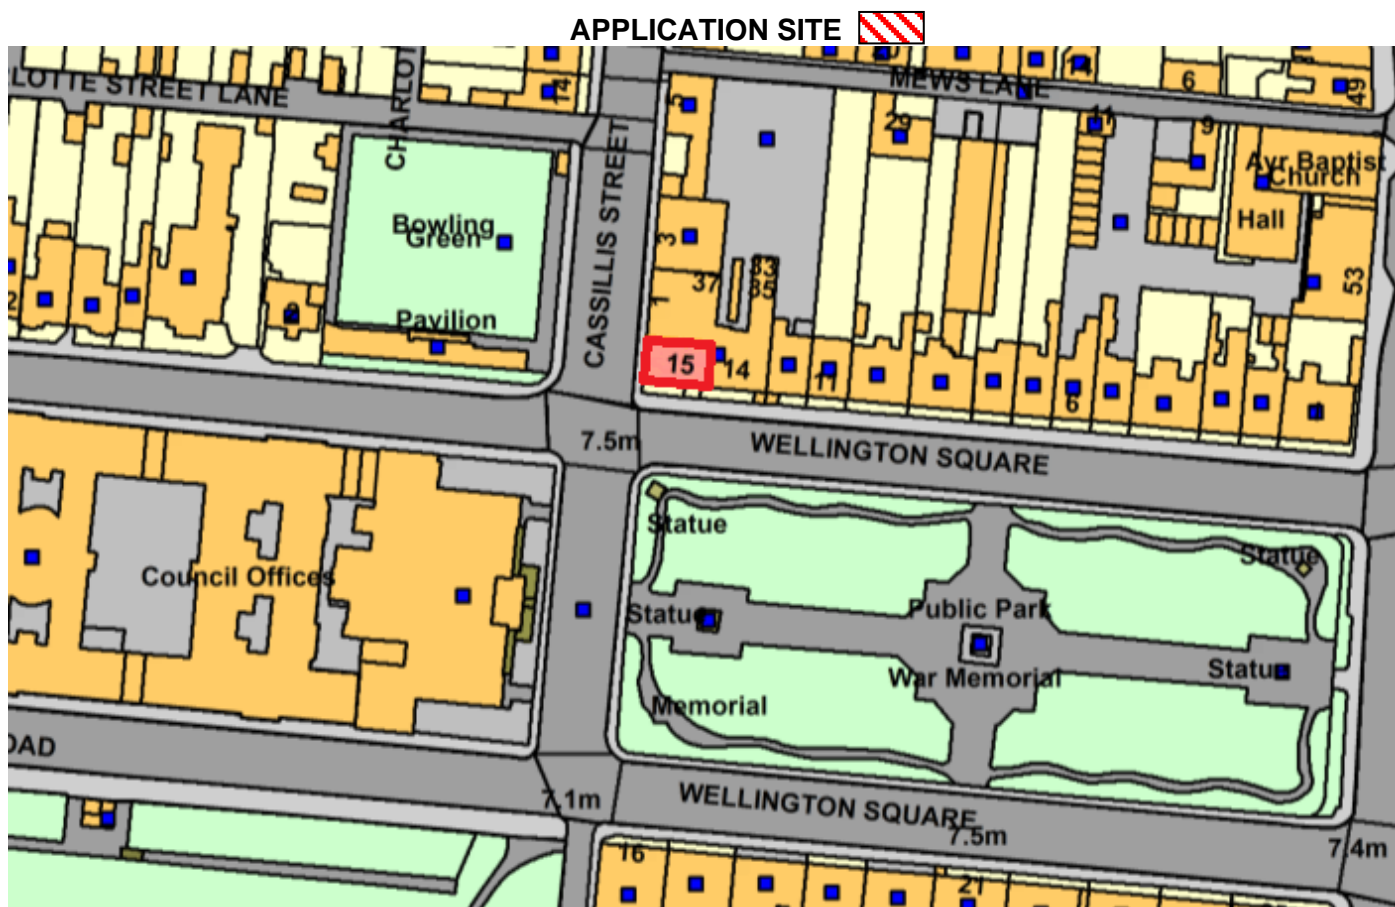 APPLICATION SITE
MEWS LANE
6
49
14
LOTTE STREET LANE
5
29
11
9
CASSILLIS STREET
Ayr Baptist
Church
Hall
Bowling
Green
3
53
37
33
35
1
Pavilion
15
14
11
6
7.5m
WELLINGTON SQUARE
Statue
Statue
Council Offices
Statue
Public Park
War Memorial
Statue
Memorial
OAD
7.1m
WELLINGTON SQUARE
7.5m
7.4m
16
21